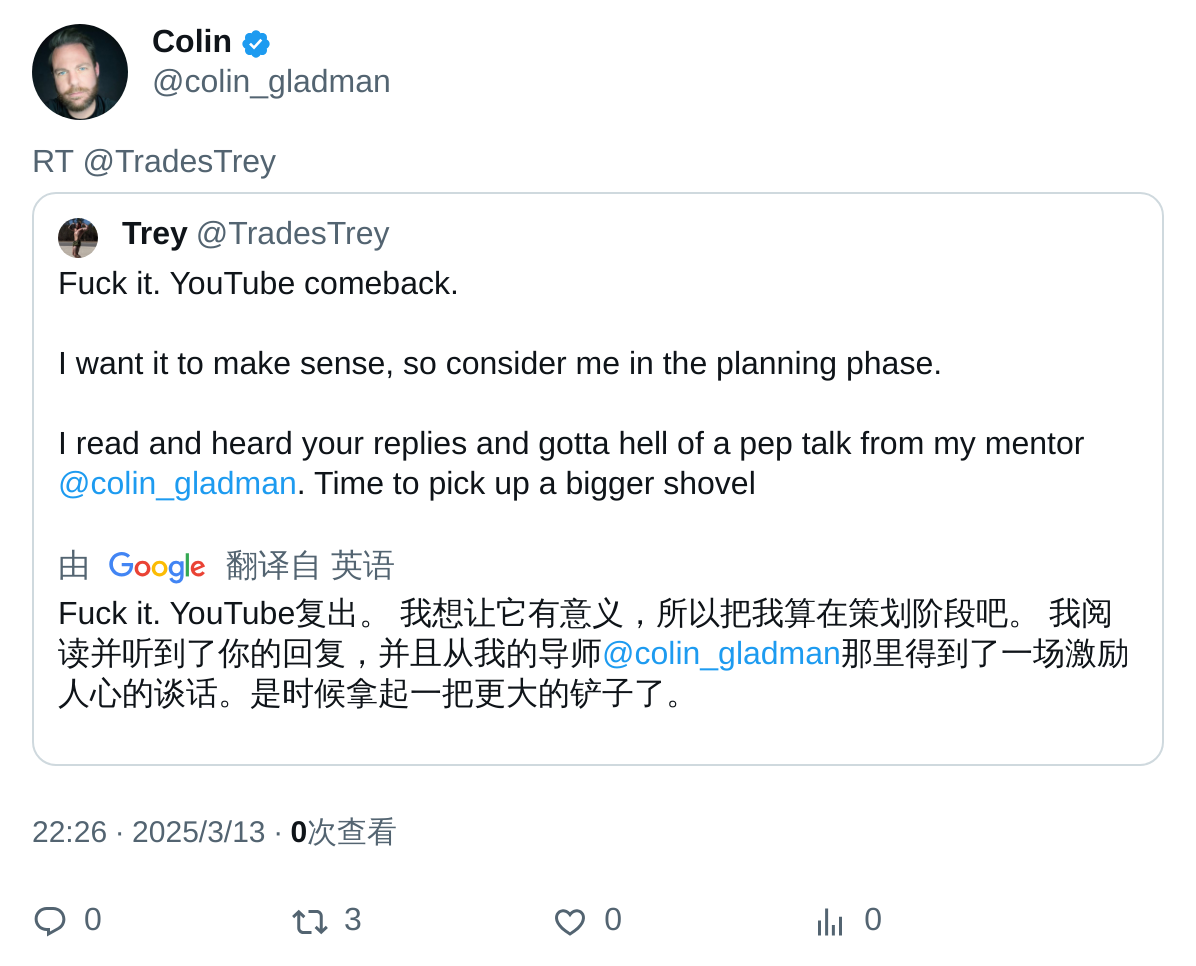 Colin
@colin_gladman
RT @TradesTrey
Trey @TradesTrey
Fuck it. YouTube comeback.
I want it to make sense, so consider me in the planning phase.
I read and heard your replies and gotta hell of a pep talk from my mentor
@colin_gladman. Time to pick up a bigger shovel
由 Google 翻译自 英语
Fuck it. YouTube复出。 我想让它有意义，所以把我算在策划阶段吧。 我阅
读并听到了你的回复，并且从我的导师@colin_gladman那里得到了一场激励
人心的谈话。是时候拿起一把更大的铲子了。
22:26 · 2025/3/13 · 0次查看
0 3 0 0